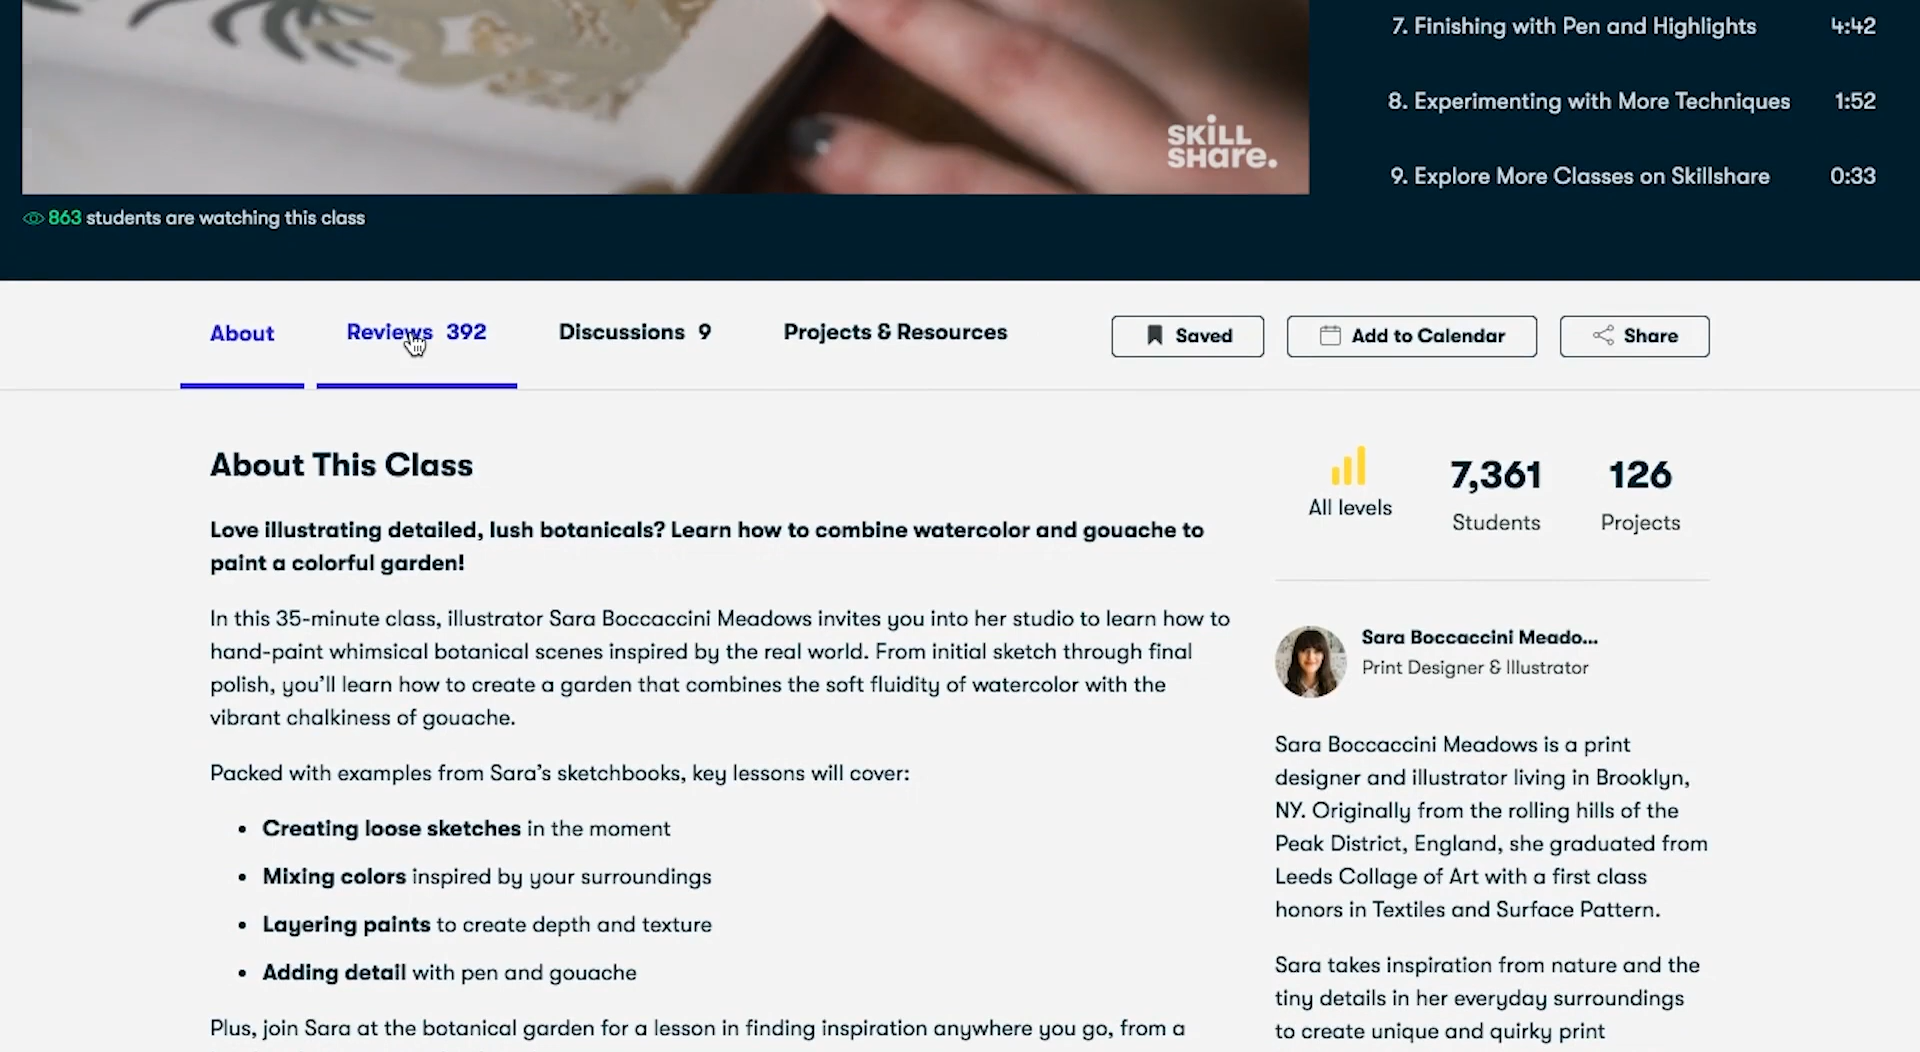 7. Finishing with Pen and Highlights 4:42
8. Experimenting with More Techniques 1:52
SKILL
SHare.
9. Explore More Classes on Skillshare 0:33
863 students are watching this class
About Reviews 392 Discussions 9 Projects & Resources Saved Add to Calendar Share
About This Class
Love illustrating detailed, lush botanicals? Learn how to combine watercolor and gouache to
paint a colorful garden!
In this 35-minute class, illustrator Sara Boccaccini Meadows invites you into her studio to learn how to
hand-paint whimsical botanical scenes inspired by the real world. From initial sketch through final
polish, you'll learn how to create a garden that combines the soft fluidity of watercolor with the
vibrant chalkiness of gouache.
Packed with examples from Sara's sketchbooks, key lessons will cover:
• Creating loose sketches in the moment
• Mixing colors inspired by your surroundings
• Layering paints to create depth and texture
• Adding detail with pen and gouache
Plus, join Sara at the botanical garden for a lesson in finding inspiration anywhere you go, from a
All levels
7,361
Students
126
Projects
Sara Boccaccini Meado...
Print Designer & Illustrator
Sara Boccaccini Meadows is a print
designer and illustrator living in Brooklyn,
NY. Originally from the rolling hills of the
Peak District, England, she graduated from
Leeds Collage of Art with a first class
honors in Textiles and Surface Pattern.
Sara takes inspiration from nature and the
tiny details in her everyday surroundings
to create unique and quirky print